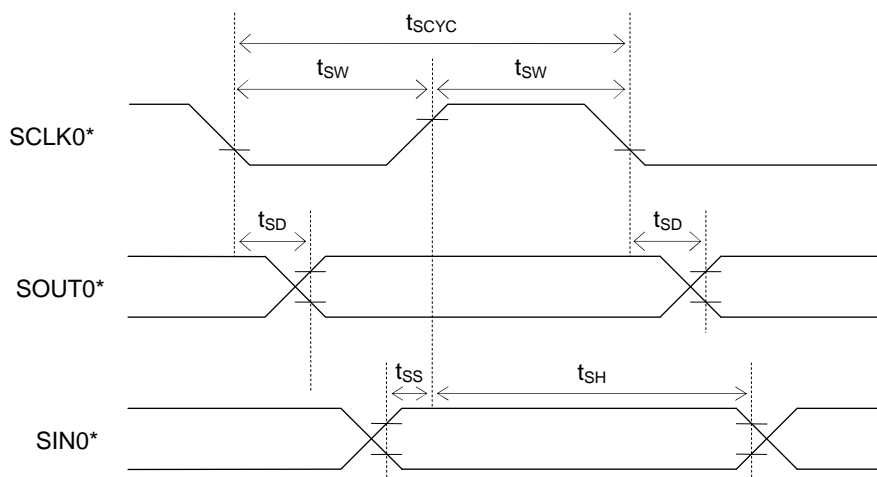 tSCYC
tSW tSW
SCLK0*
tSD tSD
SOUT0*
tSS tSH
SIN0*